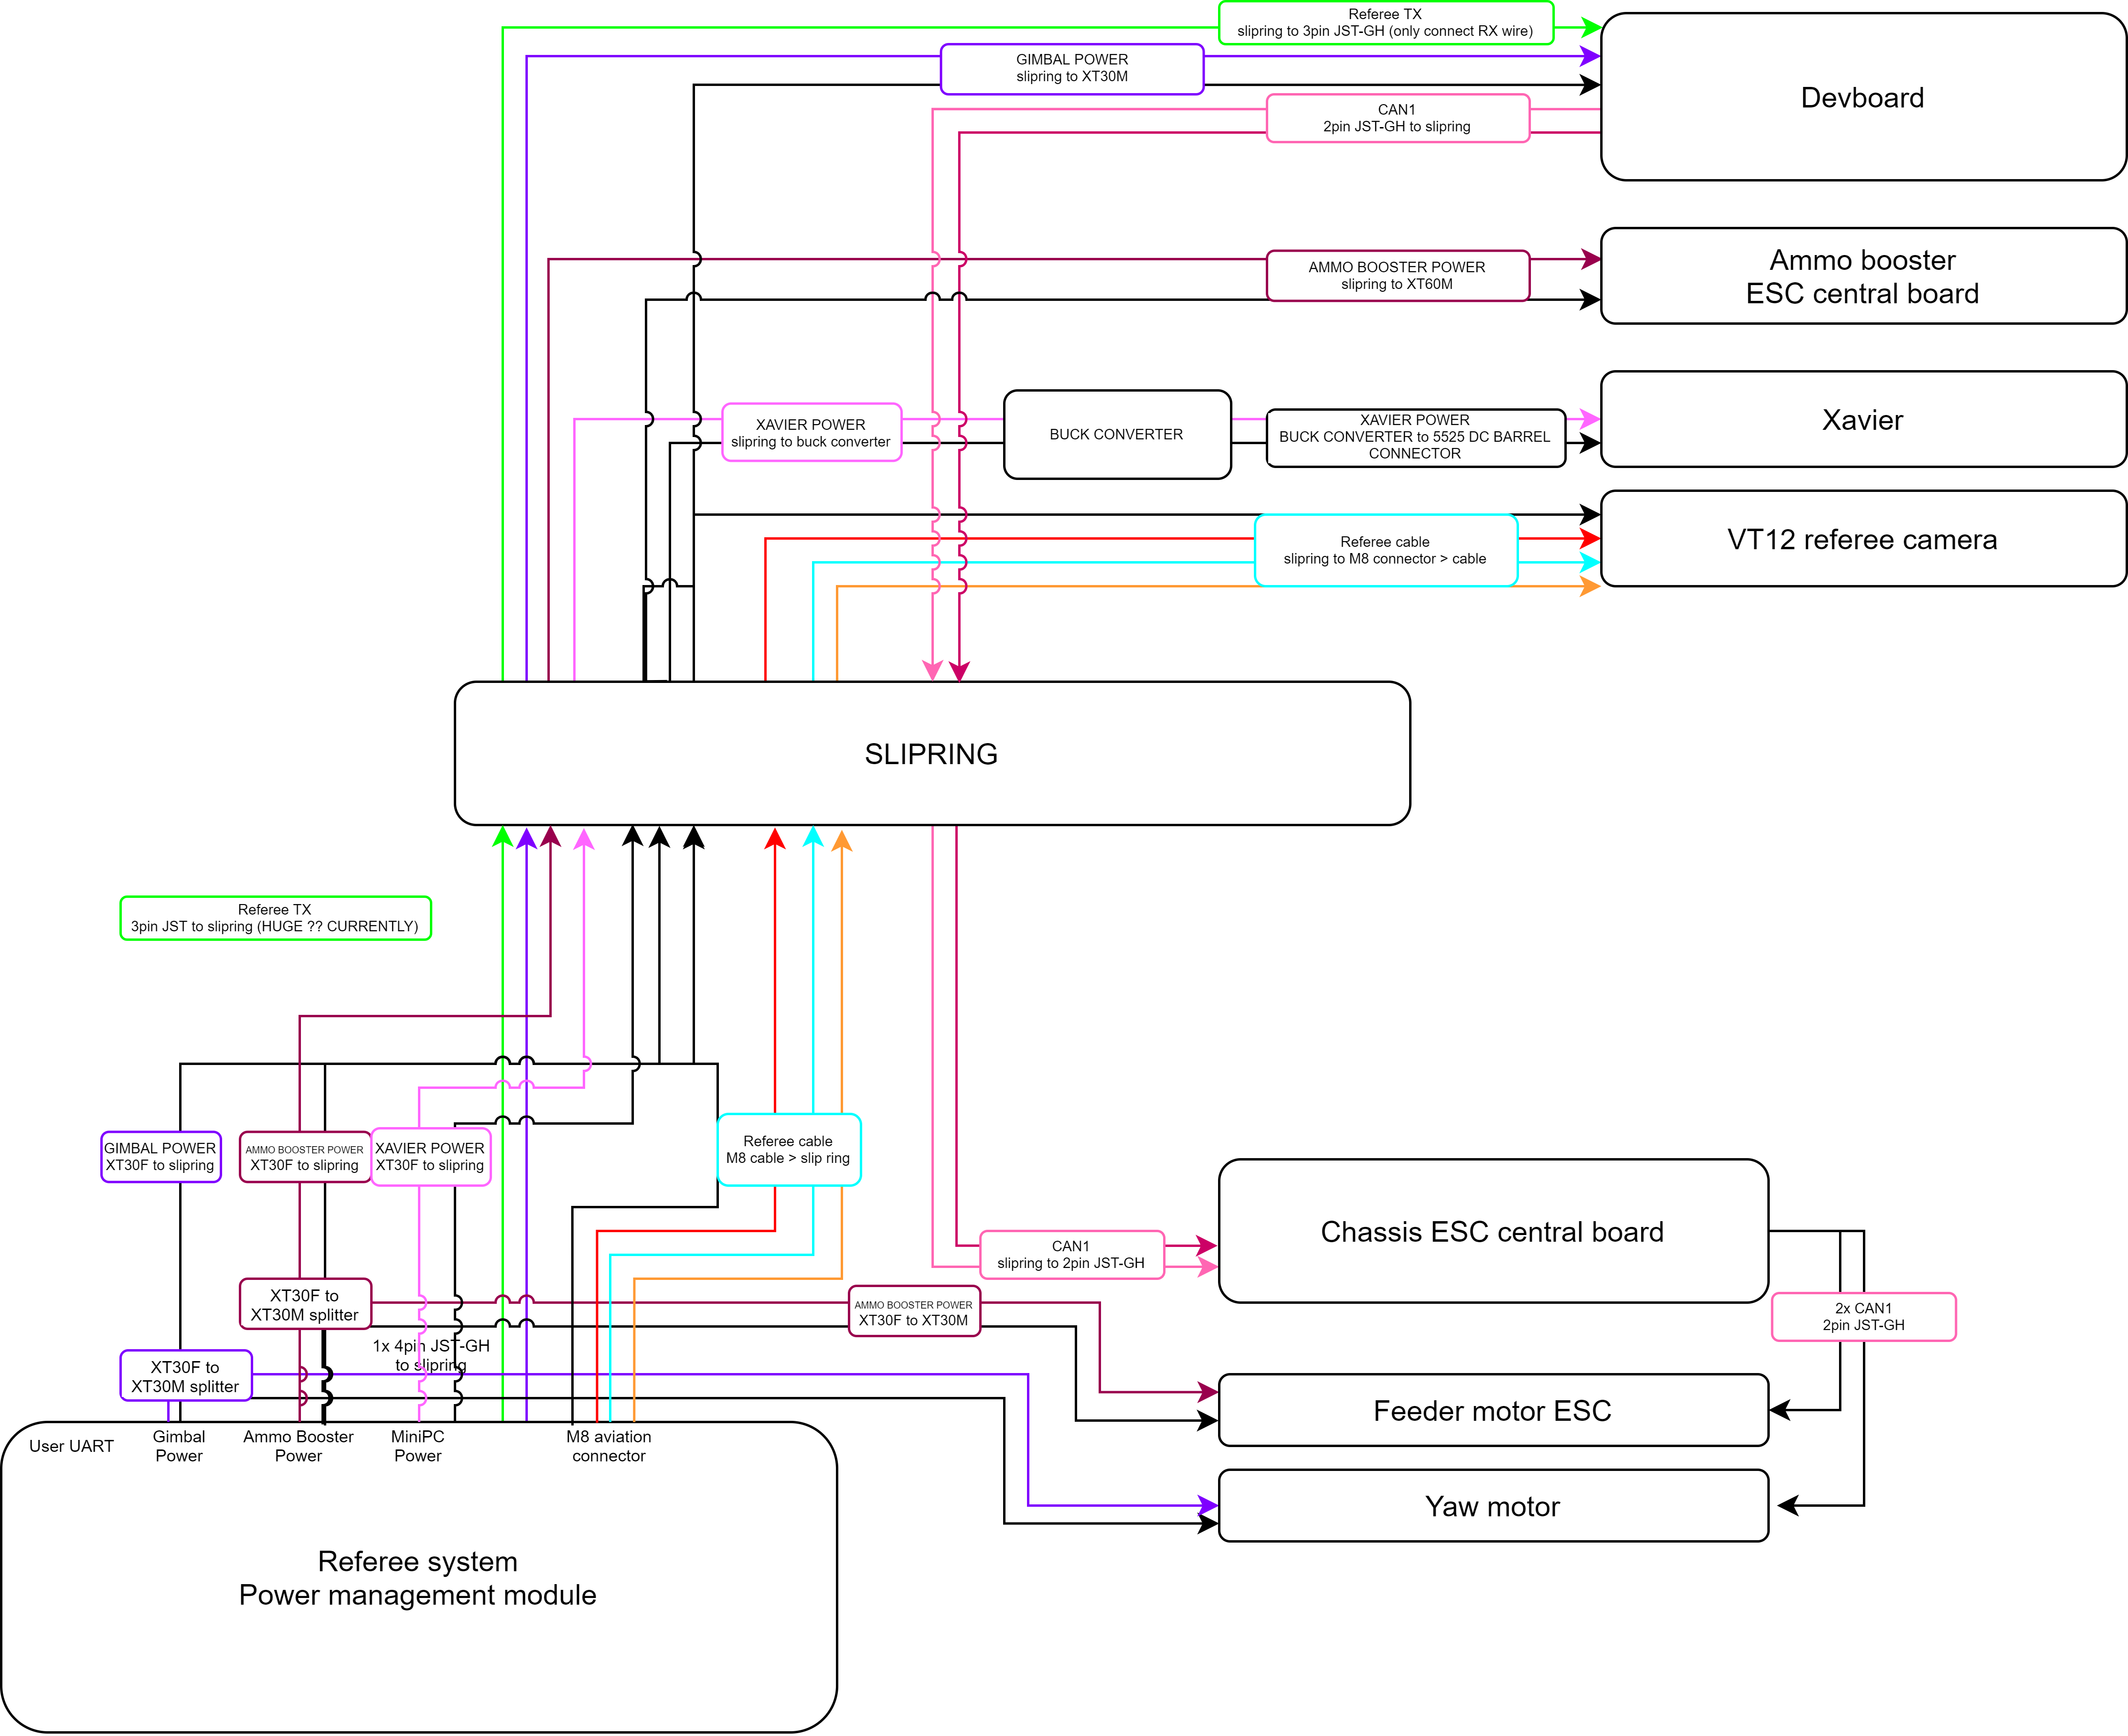 Referee TX
slipring to 3pin JST-GH (only connect RX wire)
GIMBAL POWER
slipring to XT30M
CAN1
2pin JST-GH to slipring
Devboard
AMMO BOOSTER POWER
slipring to XT60M
Ammo booster
ESC central board
XAVIER POWER
slipring to buck converter
BUCK CONVERTER
XAVIER POWER
BUCK CONVERTER to 5525 DC BARREL
CONNECTOR
Xavier
Referee cable
slipring to M8 connector > cable
VT12 referee camera
SLIPRING
Referee TX
3pin JST to slipring (HUGE ?? CURRENTLY)
GIMBAL POWER
XT30F to slipring
AMMO BOOSTER POWER
XT30F to slipring
XAVIER POWER
XT30F to slipring
Referee cable
M8 cable > slip ring
CAN1
slipring to 2pin JST-GH
Chassis ESC central board
XT30F to
XT30M splitter
AMMO BOOSTER POWER
XT30F to XT30M
2x CAN1
2pin JST-GH
1x 4pin JST-GH
to slipring
XT30F to
XT30M splitter
Feeder motor ESC
User UART
Gimbal
Power
Ammo Booster
Power
MiniPC
Power
M8 aviation
connector
Yaw motor
Referee system
Power management module